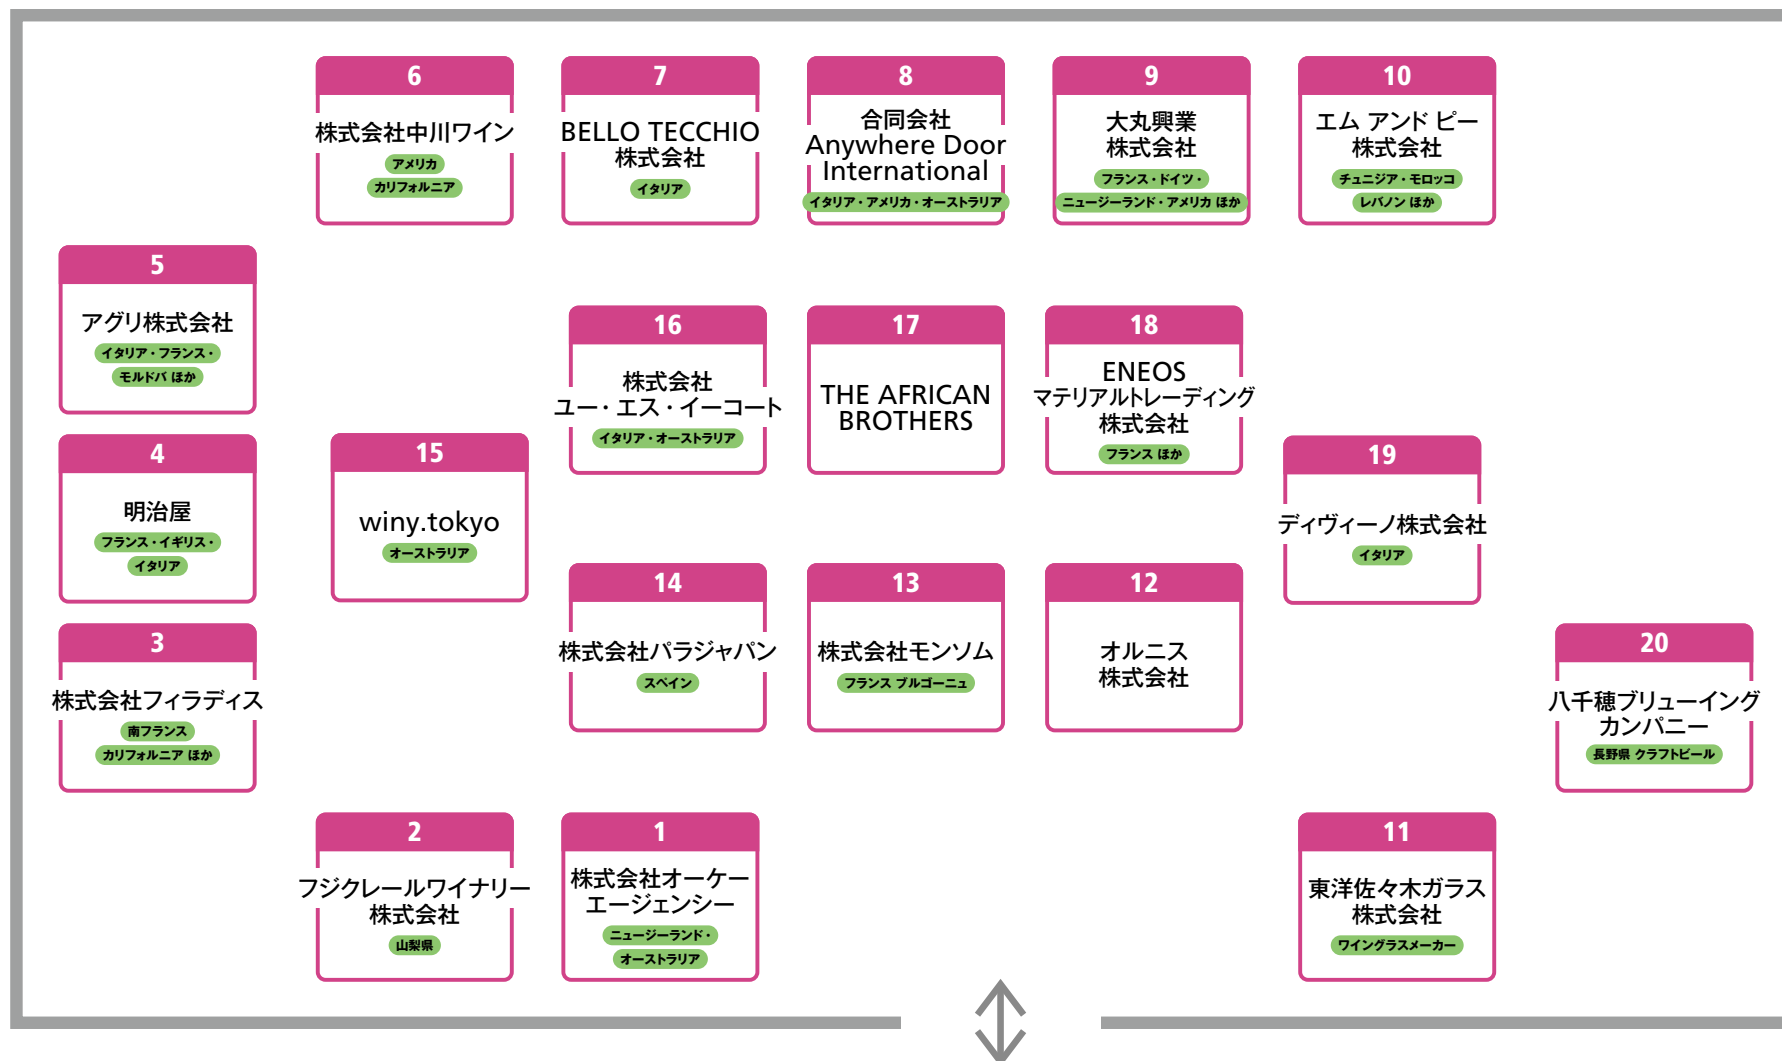 6
株式会社中川ワイン
アメリカ
カリフォルニア
7
BELLO TECCHIO
株式会社
イタリア
8
合同会社
Anywhere Door
International
イタリア・アメリカ・オーストラリア
9
大丸興業
株式会社
フランス・ドイツ・
ニュージーランド・アメリカ ほか
10
エム アンド ピー
株式会社
チュニジア・モロッコ
レバノン ほか
5
アグリ株式会社
イタリア・フランス・
モルドバ ほか
16
株式会社
ユー・エス・イーコート
イタリア・オーストラリア
17
THE AFRICAN
BROTHERS
18
ENEOS
マテリアルトレーディング
株式会社
フランス ほか
4
明治屋
フランス・イギリス・
イタリア
15
winy.tokyo
オーストラリア
19
ディヴィーノ株式会社
イタリア
14
株式会社パラジャパン
スペイン
13
株式会社モンソム
フランス ブルゴーニュ
12
オルニス
株式会社
3
株式会社フィラディス
南フランス
カリフォルニア ほか
20
八千穂ブリューイング
カンパニー
長野県 クラフトビール
2
フジクレールワイナリー
株式会社
山梨県
1
株式会社オーケー
エージェンシー
ニュージーランド・
オーストラリア
11
東洋佐々木ガラス
株式会社
ワイングラスメーカー